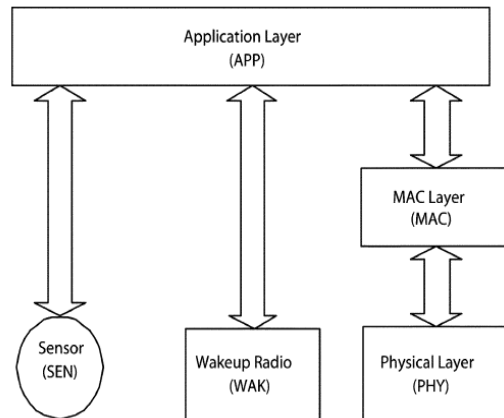 Application Layer
(APP)
MAC Layer
(MAC)
Sensor
(SEN)
Wakeup Radio
(WAK)
Physical Layer
(PHY)